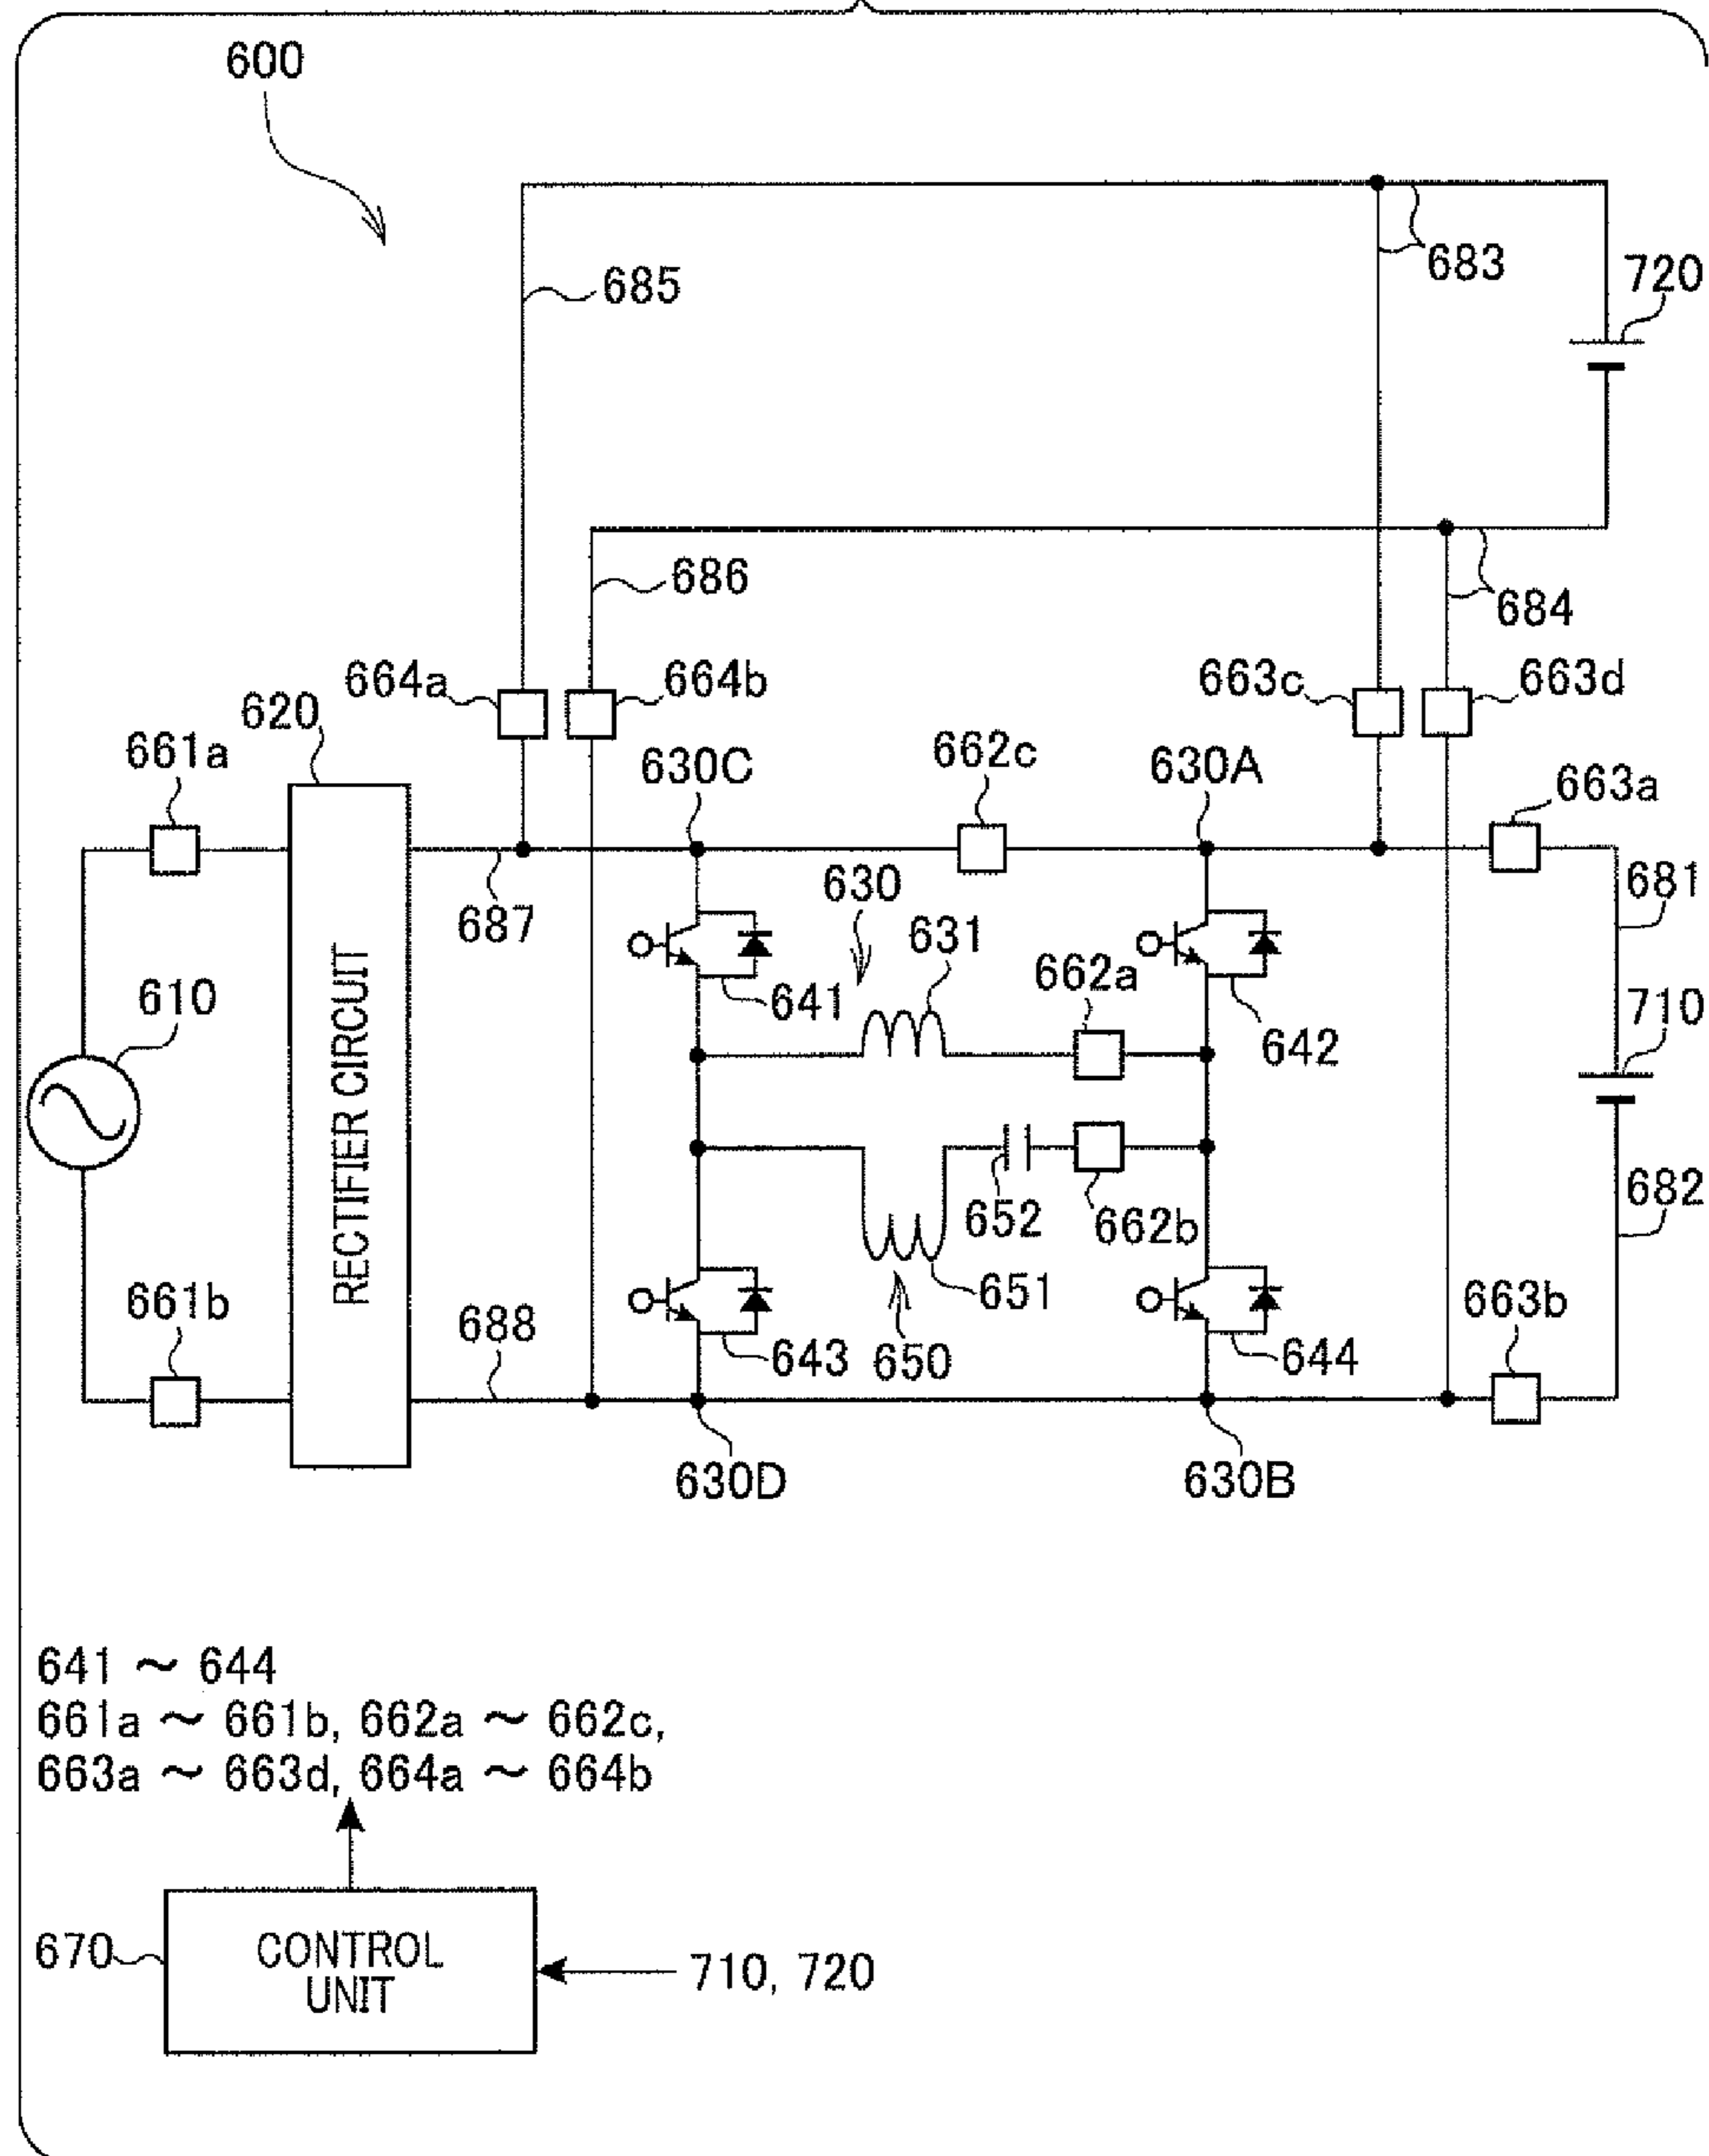 600
683
720
685
686
684
664a
664b
663c
663d
620
661a
630C
662c
630A
663a
687
630
631
681
641
662a
642
610
RECTIFIER CIRCUIT
710
652
662b
682
651
661b
688
643
650
644
663b
630D
630B
641 ~ 644
661a ~ 661b, 662a ~ 662c,
663a ~ 663d, 664a ~ 664b
670
CONTROL
UNIT
710, 720